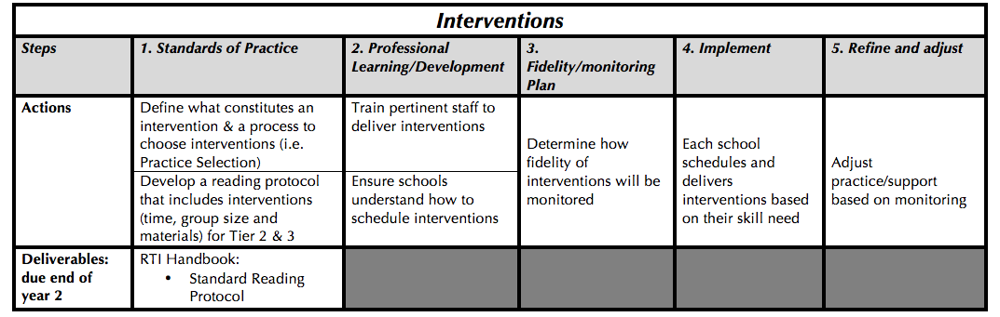 Interventions
Steps
1. Standards of Practice
2. Professional
Learning/Development
3.
Fidelity/monitoring
Plan
4. Implement
5. Refine and adjust
Actions
Define what constitutes an
intervention & a process to
choose interventions (i.e.
Practice Selection)
Develop a reading protocol
that includes interventions
(time, group size and
materials) for Tier 2 & 3
Train pertinent staff to
deliver interventions
Ensure schools
understand how to
schedule interventions
Determine how
fidelity of
interventions will be
monitored
Each school
schedules and
delivers
interventions based
on their skill need
Adjust
practice/support
based on monitoring
Deliverables:
due end of
year 2
RTI Handbook:
• Standard Reading
Protocol